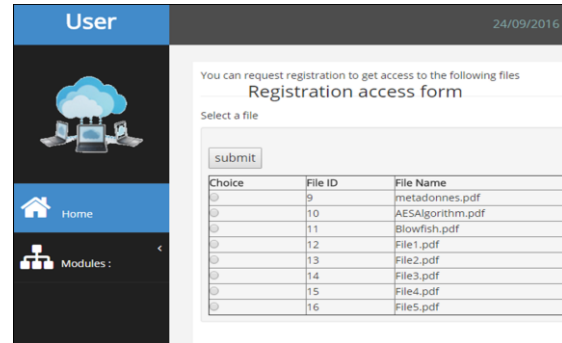 User
24/09/2016
You can request registration to get access to the following files
Registration access form
Select a file
submit
Choice File ID File Name
9 metadonnes.pdf
10 AESAlgorithm.pdf
11 Blowfish.pdf
12 File1.pdf
13 File2.pdf
14 File3.pdf
15 File4.pdf
16 File5.pdf
Home
Modules :